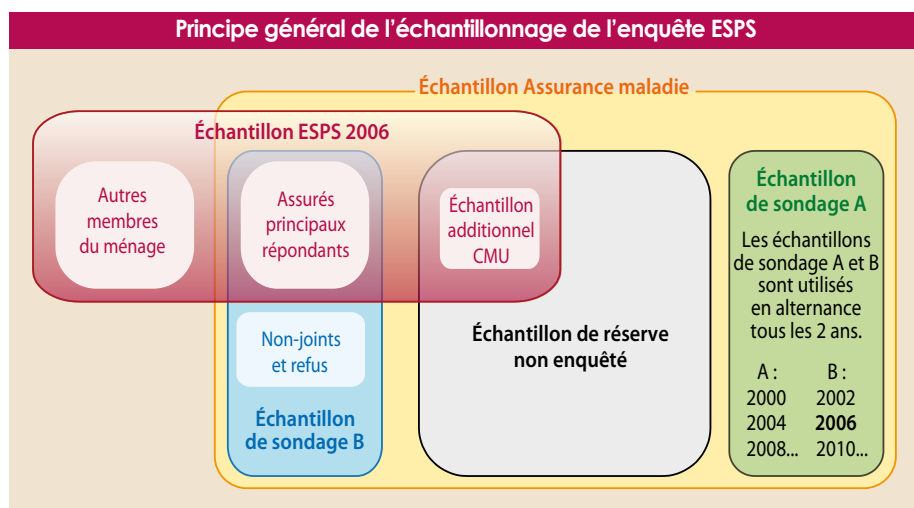 Principe général de l'échantillonnage de l'enquête ESPS
Échantillon Assurance maladie
Échantillon ESPS 2006
Autres
membres
du ménage
Assurés
principaux
répondants
Échantillon
additionnel
CMU
Non-joints
et refus
Échantillon
de sondage B
Échantillon de réserve
non enquêté
Échantillon
de sondage A
Les échantillons
de sondage A et B
sont utilisés
en alternance
tous les 2 ans.
A : B :
2000 2002
2004 2006
2008... 2010...